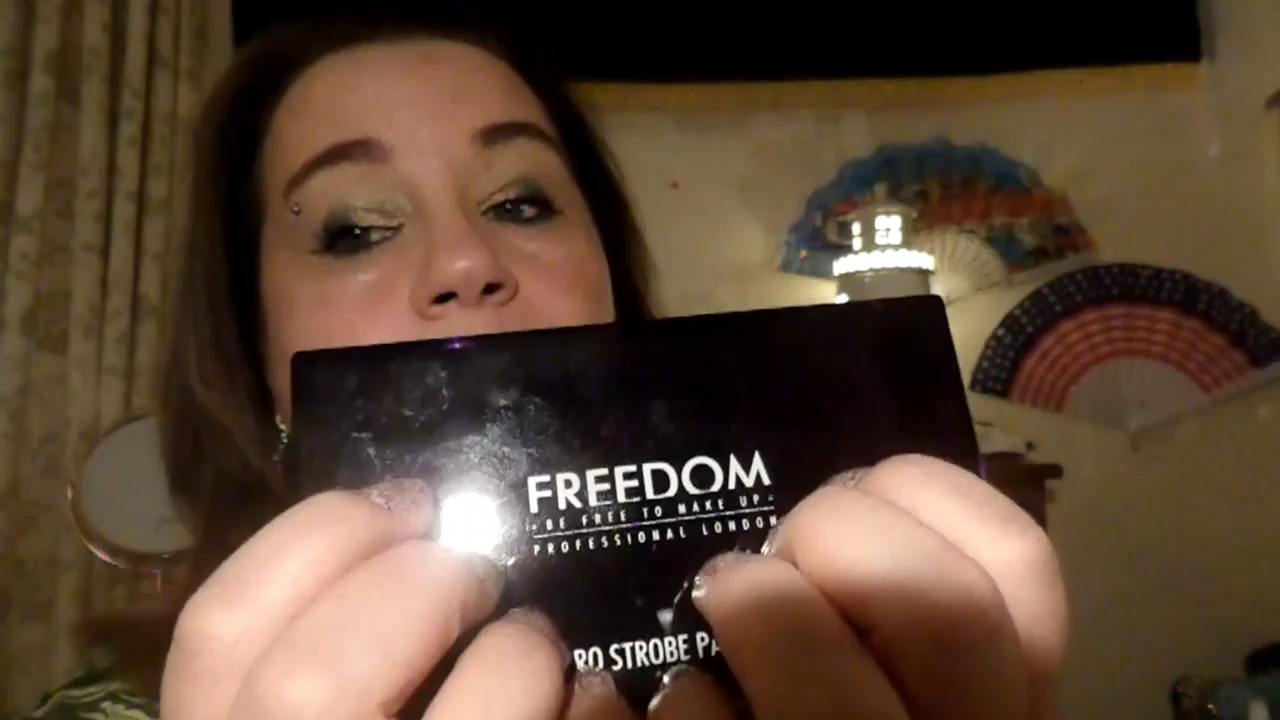 FREEDOM
• BE FREE TO MAKE UP •
PROFESSIONAL LONDON
STROBE